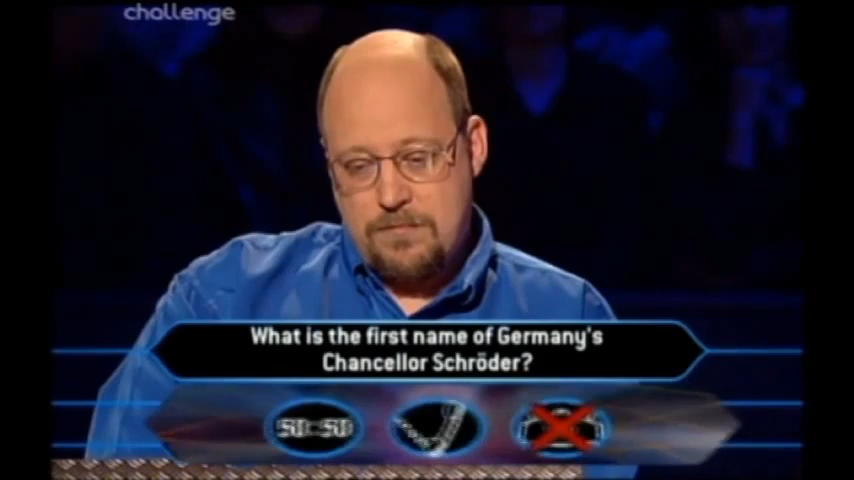 challenge
What is the first name of Germany's
Chancellor Schröder?
50:50